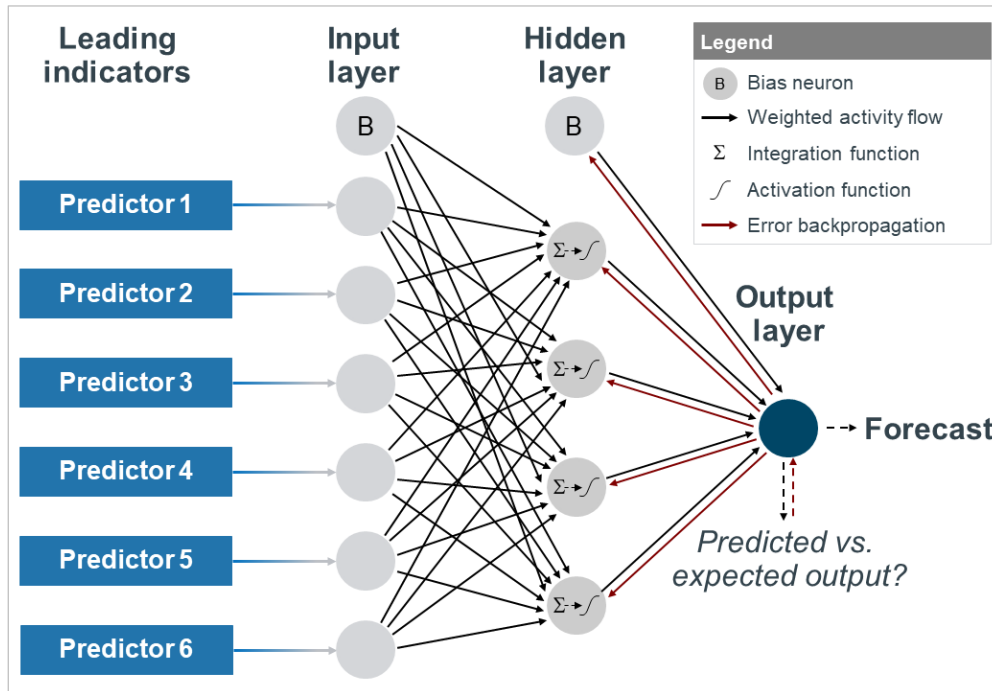 Leading
indicators
Input
layer
Hidden
layer
Legend
B Bias neuron
Weighted activity flow
Σ Integration function
∫ Activation function
Error backpropagation
B
B
Predictor 1
Predictor 2
Predictor 3
Predictor 4
Predictor 5
Predictor 6
Σ
Σ
Σ
Σ
Output
layer
Forecast
Predicted vs.
expected output?